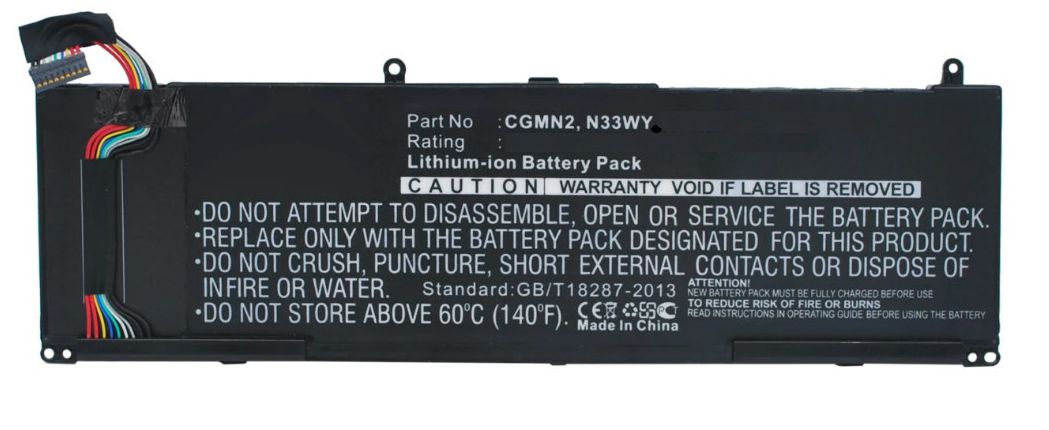 Part No : CGMN2, N33WY
Rating :
Lithium-ion Battery Pack
CAUTION WARRANTY VOID IF LABEL IS REMOVED
•DO NOT ATTEMPT TO DISASSEMBLE, OPEN OR SERVICE THE BATTERY PACK.
•REPLACE ONLY WITH THE BATTERY PACK DESIGNATED FOR THIS PRODUCT.
•DO NOT CRUSH, PUNCTURE, SHORT EXTERNAL CONTACTS OR DISPOSE OF
IN FIRE OR WATER. Standard:GB/T18287-2013
ATTENTION!
NEW BATTERY PACK MUST BE FULLY CHARGED BEFORE USE
TO REDUCE RISK OF FIRE OR BURNS
READ INSTRUCTIONS IN OPERATING GUIDE BEFORE USING THE BATTERY
•DO NOT STORE ABOVE 60ºC (140ºF).
CE
Made In China